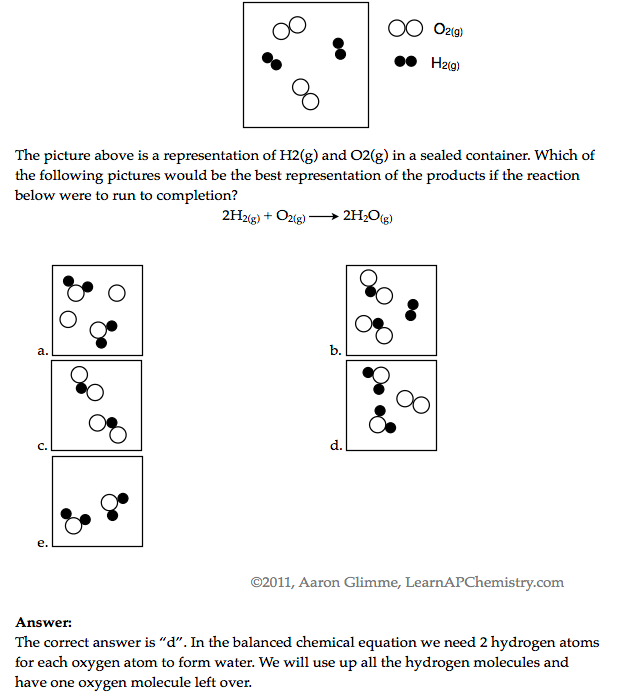 O2(g)
H2(g)
The picture above is a representation of H2(g) and O2(g) in a sealed container. Which of
the following pictures would be the best representation of the products if the reaction
below were to run to completion?
2H2(g) + O2(g) ⟶ 2H2O(g)
a.
b.
c.
d.
e.
©2011, Aaron Glimme, LearnAPChemistry.com
Answer:
The correct answer is “d”. In the balanced chemical equation we need 2 hydrogen atoms
for each oxygen atom to form water. We will use up all the hydrogen molecules and
have one oxygen molecule left over.